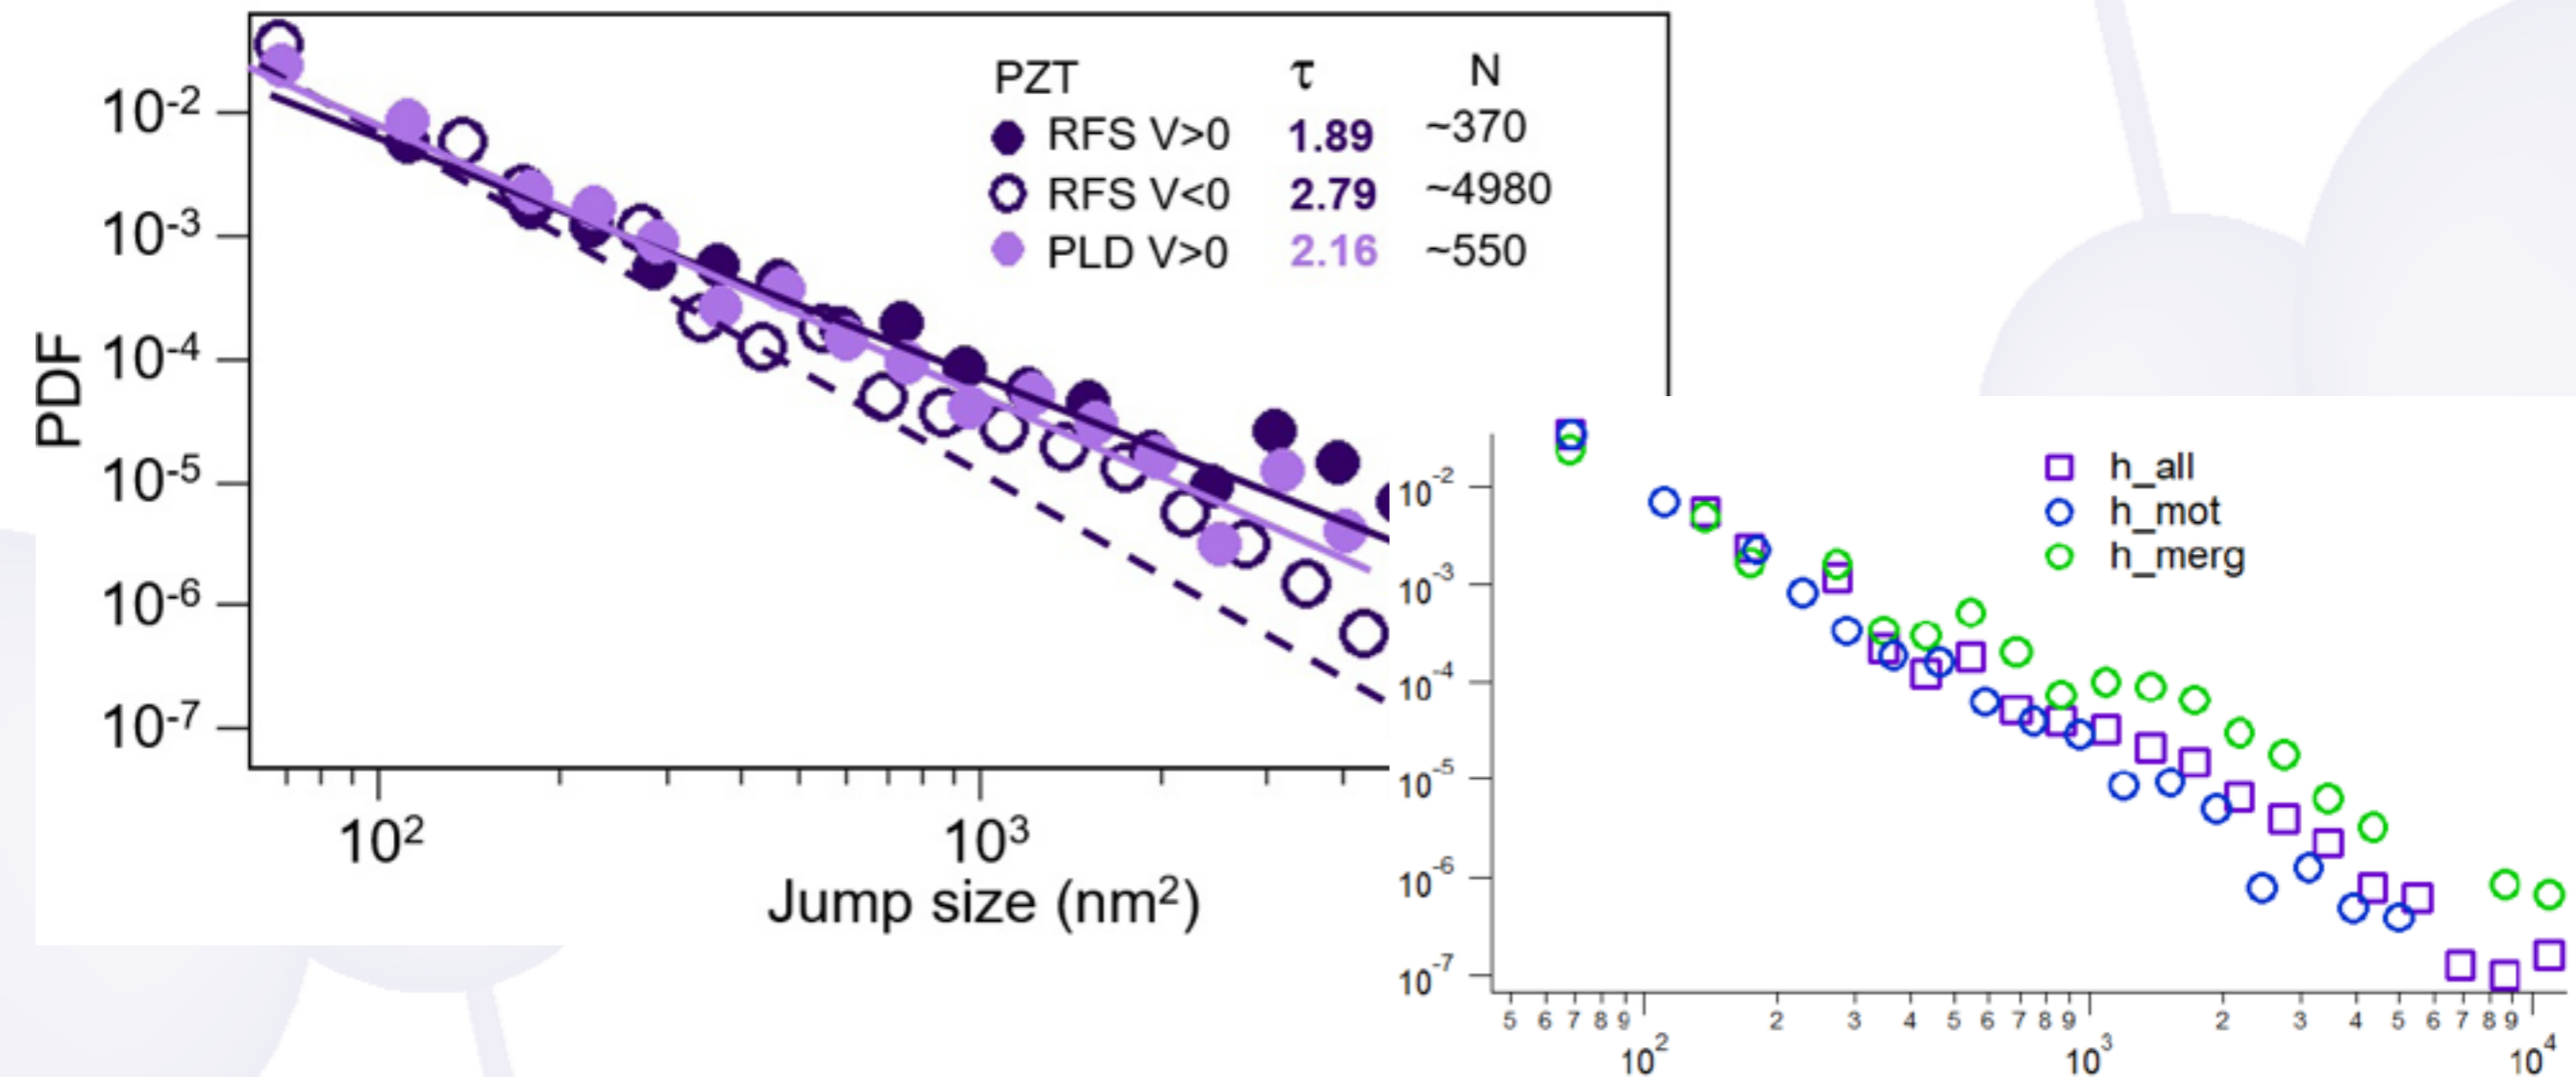 PZT τ N
RFS V>0 1.89 ~370
RFS V<0 2.79 ~4980
PLD V>0 2.16 ~550
PDF
10-2
10-3
10-4
10-5
10-6
10-7
102 103
Jump size (nm2)
h_all
h_mot
h_merg
10-2
10-3
10-4
10-5
10-6
10-7
5 6 7 8 9 2 3 4 5 6 7 8 9 2 3 4 5 6 7 8 9
102 103 104